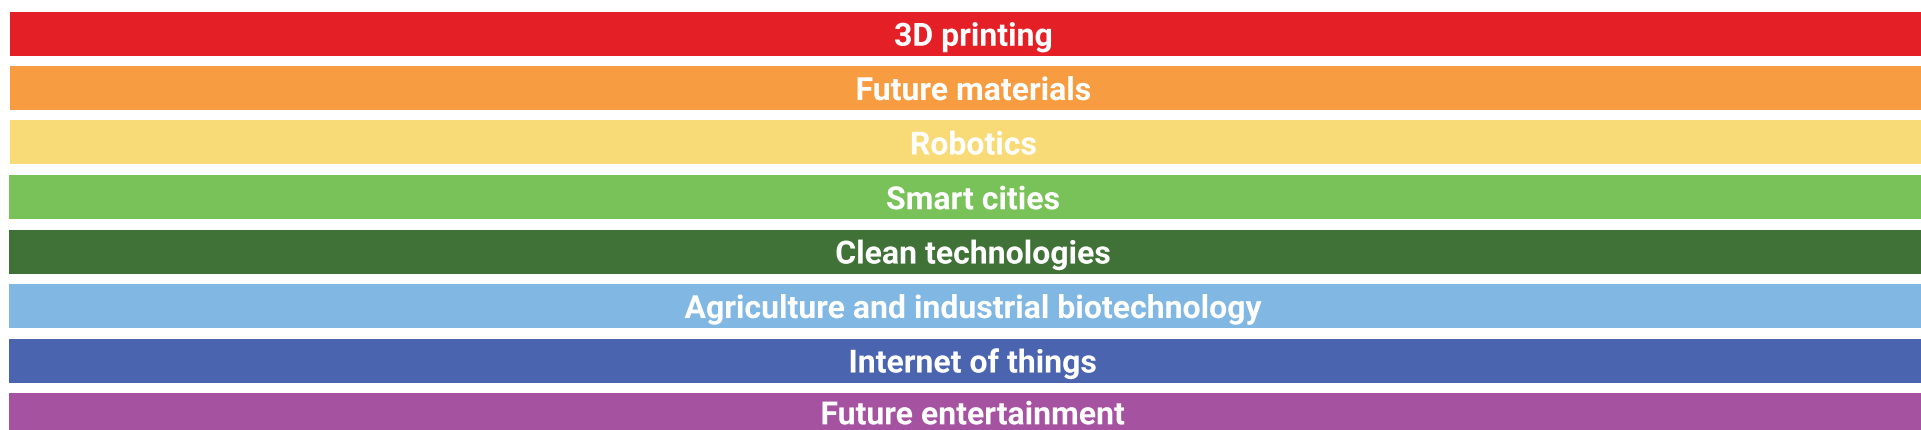 3D printing
Future materials
Robotics
Smart cities
Clean technologies
Agriculture and industrial biotechnology
Internet of things
Future entertainment